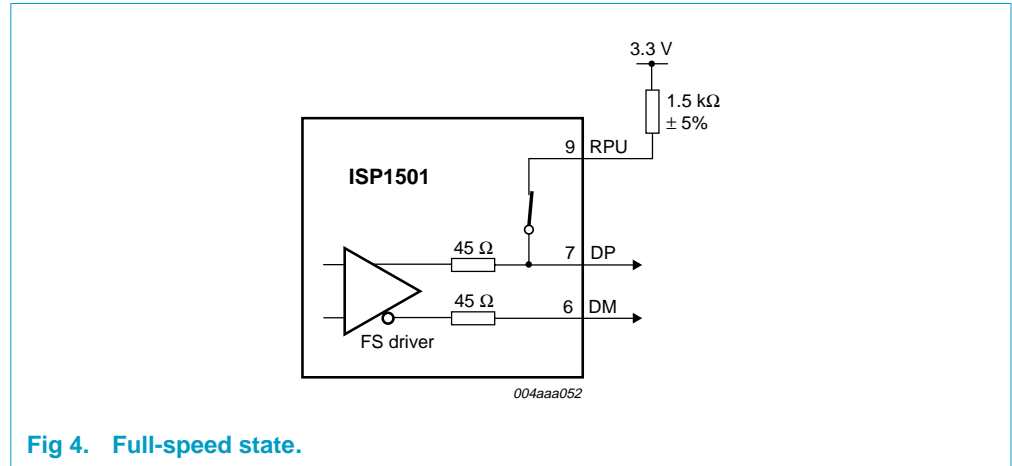 3.3 V
1.5 kΩ
± 5%
9 RPU
ISP1501
45 Ω
7 DP
45 Ω
6 DM
FS driver
004aaa052
Fig 4. Full-speed state.